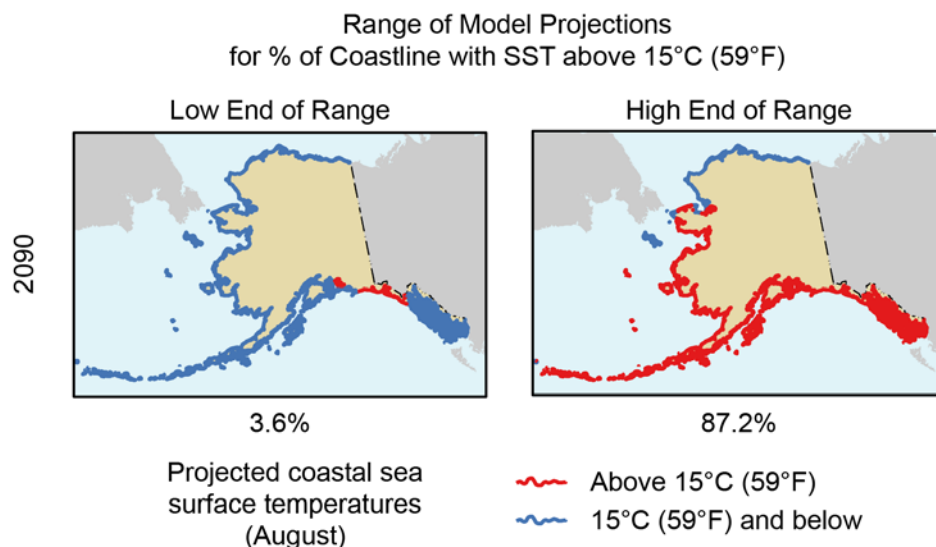 Range of Model Projections
for % of Coastline with SST above 15°C (59°F)
Low End of Range
High End of Range
2090
3.6%
87.2%
Projected coastal sea
surface temperatures
(August)
Above 15°C (59°F)
15°C (59°F) and below